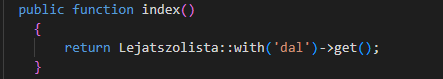 public function index()
{
return Lejatszolista::with('dal')->get();
}